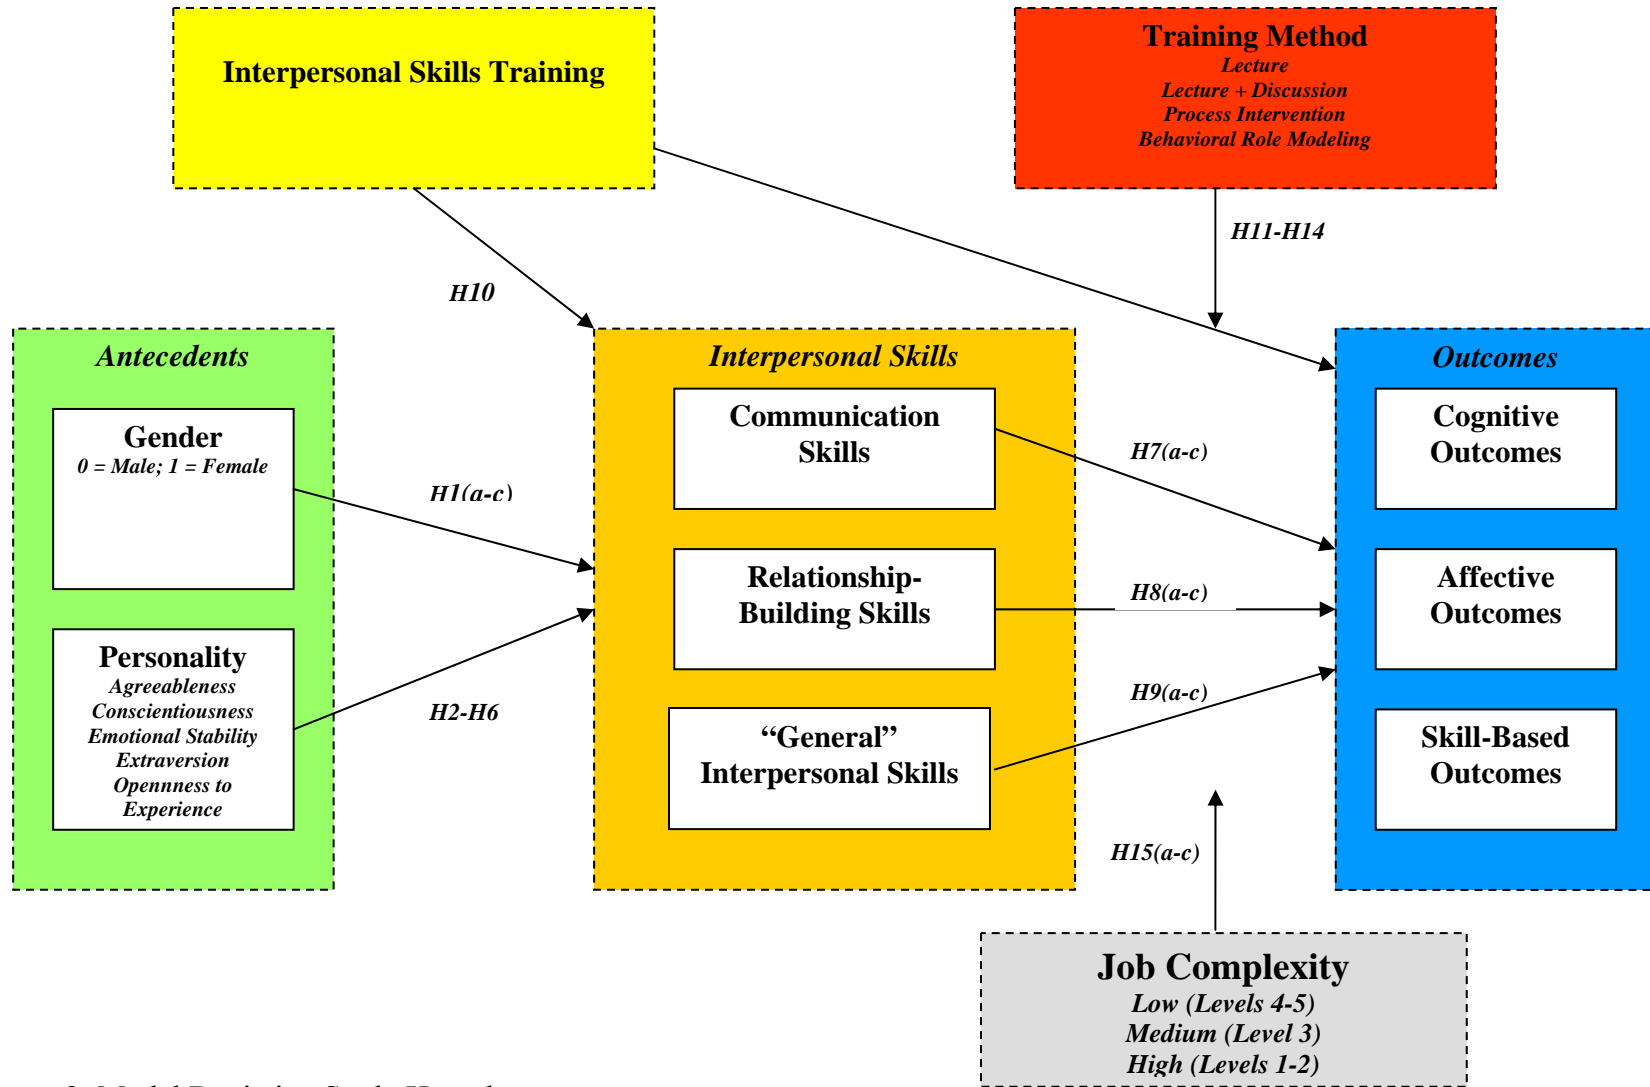 Interpersonal Skills Training
Training Method
Lecture
Lecture + Discussion
Process Intervention
Behavioral Role Modeling
H11-H14
H10
Antecedents
Gender
0 = Male; 1 = Female
Personality
Agreeableness
Conscientiousness
Emotional Stability
Extraversion
Opennness to
Experience
H1(a-c)
H2-H6
Interpersonal Skills
Communication
Skills
Relationship-
Building Skills
“General”
Interpersonal Skills
H7(a-c)
H8(a-c)
H9(a-c)
H15(a-c)
Outcomes
Cognitive
Outcomes
Affective
Outcomes
Skill-Based
Outcomes
Job Complexity
Low (Levels 4-5)
Medium (Level 3)
High (Levels 1-2)